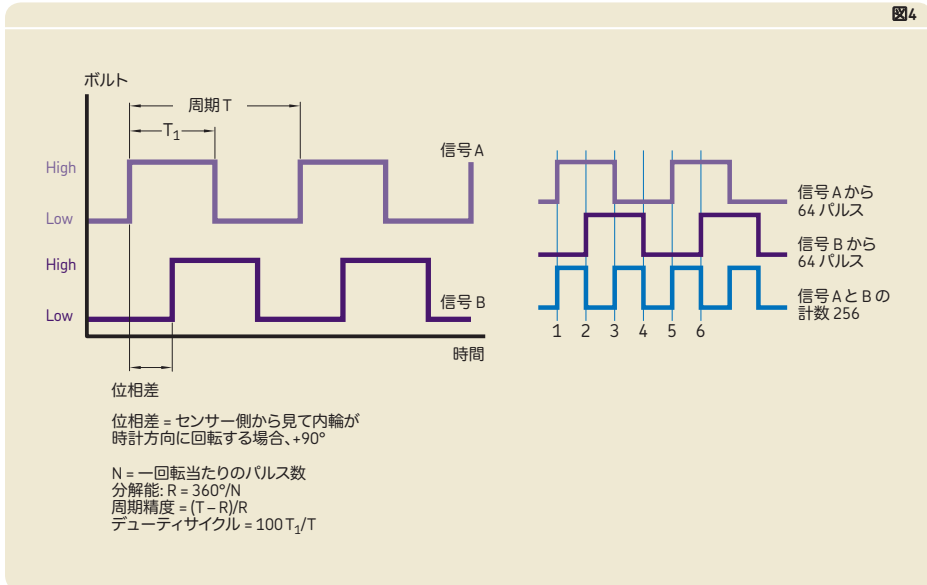 図4
ボルト
周期 T
T₁
信号 A
High
Low
High
Low
信号 B
時間
位相差
位相差 = センサー側から見て内輪が
時計方向に回転する場合、+90°
N = 一回転当たりのパルス数
分解能: R = 360°/N
周期精度 = (T – R)/R
デューティサイクル = 100 T₁/T
信号 A から
64 パルス
信号 B から
64 パルス
信号 A と B の
計数 256
1 2 3 4 5 6